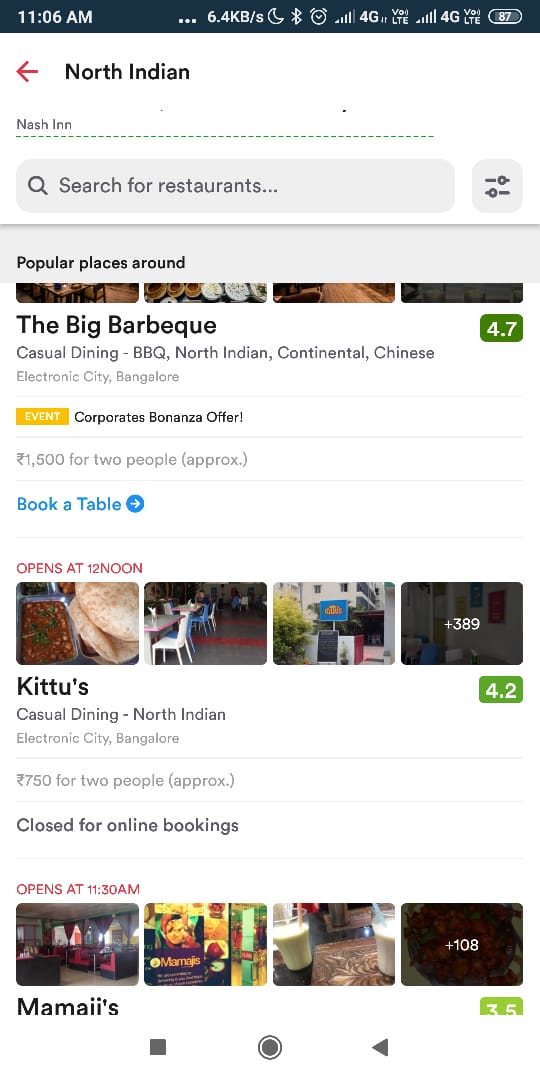 11:06 AM
... 6.4KB/s 4G VoLTE 4G VoLTE 87
North Indian
Nash Inn
Search for restaurants...
Popular places around
The Big Barbeque
4.7
Casual Dining - BBQ, North Indian, Continental, Chinese
Electronic City, Bangalore
EVENT Corporates Bonanza Offer!
₹1,500 for two people (approx.)
Book a Table
OPENS AT 12NOON
+389
Kittu's
4.2
Casual Dining - North Indian
Electronic City, Bangalore
₹750 for two people (approx.)
Closed for online bookings
OPENS AT 11:30AM
Mamajis
+108
Mamaji's
3.5